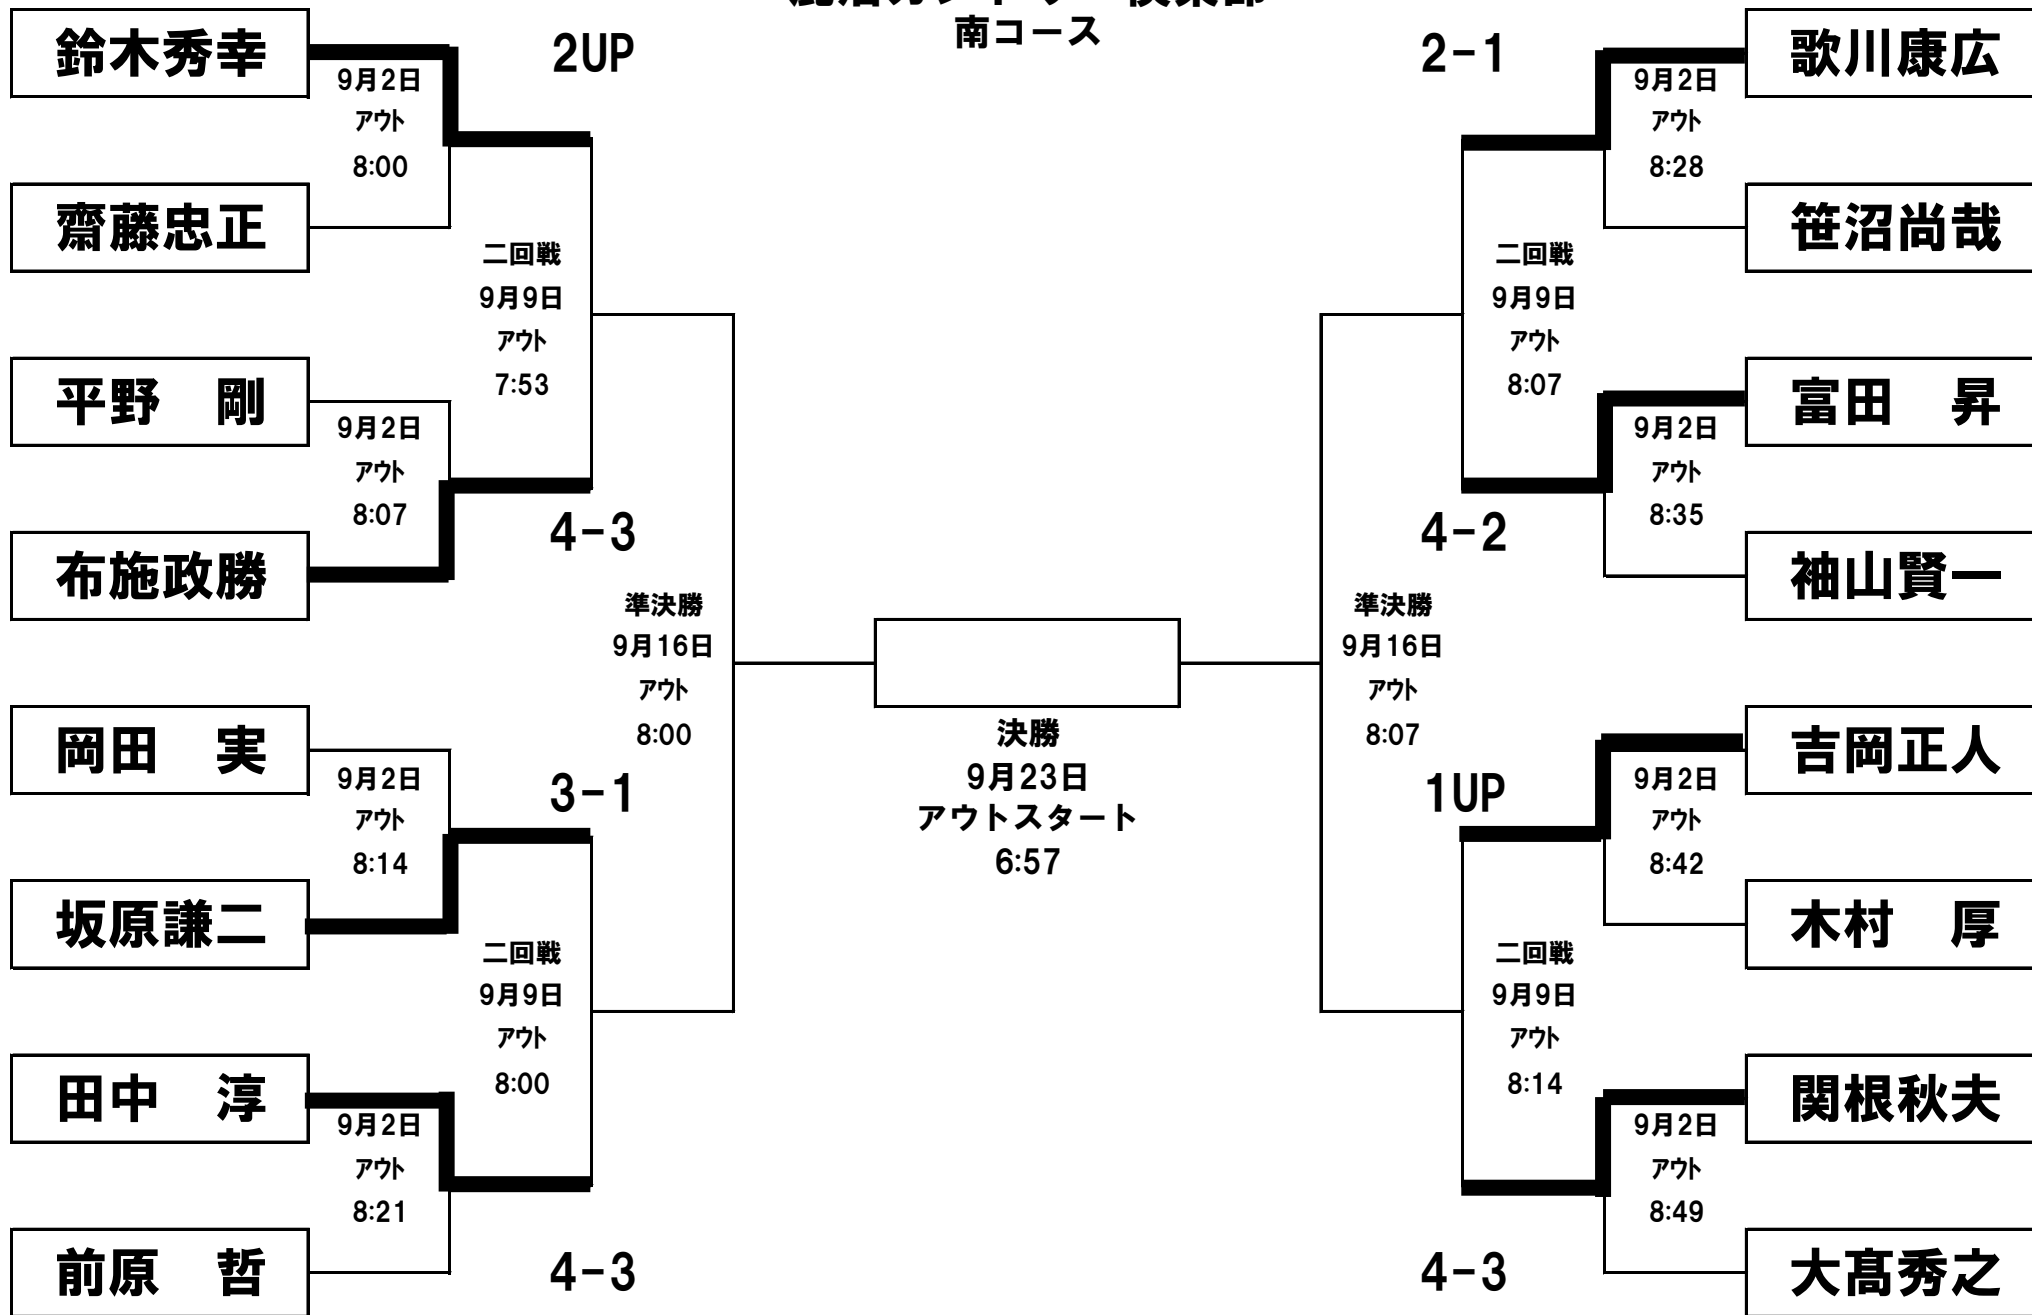 南コース
鈴木秀幸
9月2日
アウト
8:00
齋藤忠正
2UP
二回戦
9月9日
アウト
7:53
平野　剛
9月2日
アウト
8:07
布施政勝
4-3
準決勝
9月16日
アウト
8:00
岡田　実
9月2日
アウト
8:14
坂原謙二
3-1
二回戦
9月9日
アウト
8:00
田中　淳
9月2日
アウト
8:21
前原　哲
4-3
決勝
9月23日
アウトスタート
6:57
2-1
歌川康広
9月2日
アウト
8:28
笹沼尚哉
二回戦
9月9日
アウト
8:07
富田　昇
9月2日
アウト
8:35
袖山賢一
4-2
準決勝
9月16日
アウト
8:07
1UP
吉岡正人
9月2日
アウト
8:42
木村　厚
二回戦
9月9日
アウト
8:14
関根秋夫
9月2日
アウト
8:49
大髙秀之
4-3